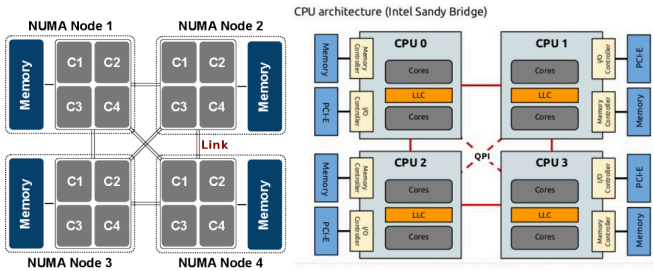 NUMA Node 1
NUMA Node 2
Memory
C1 C2
C3 C4
C1 C2
C3 C4
Memory
Link
Memory
C1 C2
C3 C4
C1 C2
C3 C4
Memory
NUMA Node 3
NUMA Node 4
CPU architecture (Intel Sandy Bridge)
Memory
Memory
Controller
PCI-E
I/O
Controller
CPU 0
Cores
LLC
Cores
CPU 1
Cores
LLC
Cores
I/O
Controller
PCI-E
Memory
Controller
Memory
QPI
Memory
Memory
Controller
PCI-E
I/O
Controller
CPU 2
Cores
LLC
Cores
CPU 3
Cores
LLC
Cores
I/O
Controller
PCI-E
Memory
Controller
Memory